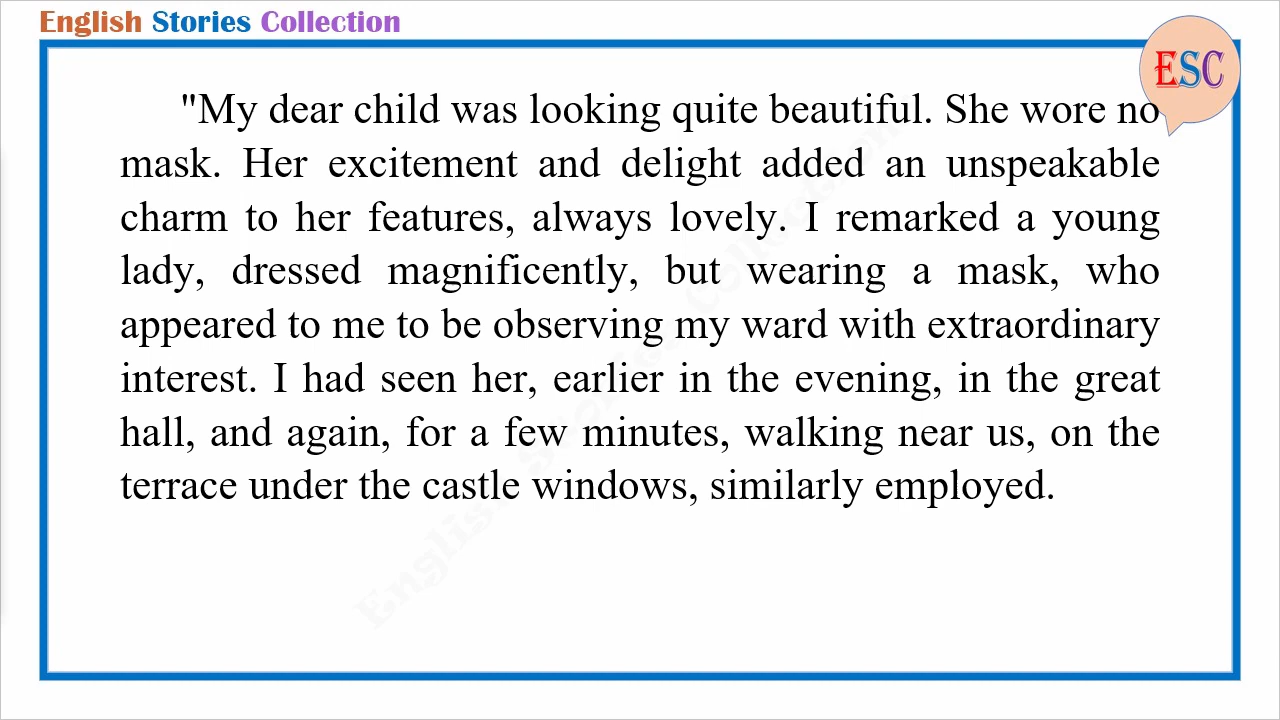 English Stories Collection
ESC
"My dear child was looking quite beautiful. She wore no
mask. Her excitement and delight added an unspeakable
charm to her features, always lovely. I remarked a young
lady, dressed magnificently, but wearing a mask, who
appeared to me to be observing my ward with extraordinary
interest. I had seen her, earlier in the evening, in the great
hall, and again, for a few minutes, walking near us, on the
terrace under the castle windows, similarly employed.
English Stories Collection